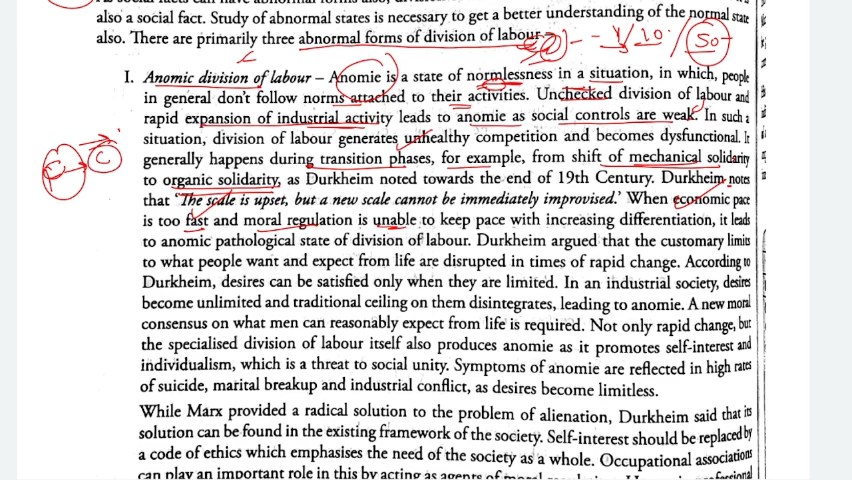 also a social fact. Study of abnormal states is necessary to get a better understanding of the normal state
also. There are primarily three abnormal forms of division of labour – 10 / 50
I. Anomic division of labour – Anomie is a state of normlessness in a situation, in which, people
in general don't follow norms attached to their activities. Unchecked division of labour and
rapid expansion of industrial activity leads to anomie as social controls are weak. In such a
situation, division of labour generates unhealthy competition and becomes dysfunctional. It
generally happens during transition phases, for example, from shift of mechanical solidarity
to organic solidarity, as Durkheim noted towards the end of 19th Century. Durkheim notes
that 'The scale is upset, but a new scale cannot be immediately improvised.' When economic pace
is too fast and moral regulation is unable to keep pace with increasing differentiation, it leads
to anomic pathological state of division of labour. Durkheim argued that the customary limits
to what people want and expect from life are disrupted in times of rapid change. According to
Durkheim, desires can be satisfied only when they are limited. In an industrial society, desires
become unlimited and traditional ceiling on them disintegrates, leading to anomie. A new moral
consensus on what men can reasonably expect from life is required. Not only rapid change, but
the specialised division of labour itself also produces anomie as it promotes self-interest and
individualism, which is a threat to social unity. Symptoms of anomie are reflected in high rates
of suicide, marital breakup and industrial conflict, as desires become limitless.
While Marx provided a radical solution to the problem of alienation, Durkheim said that its
solution can be found in the existing framework of the society. Self-interest should be replaced by
a code of ethics which emphasises the need of the society as a whole. Occupational associations
can play an important role in this by acting as agents of moral